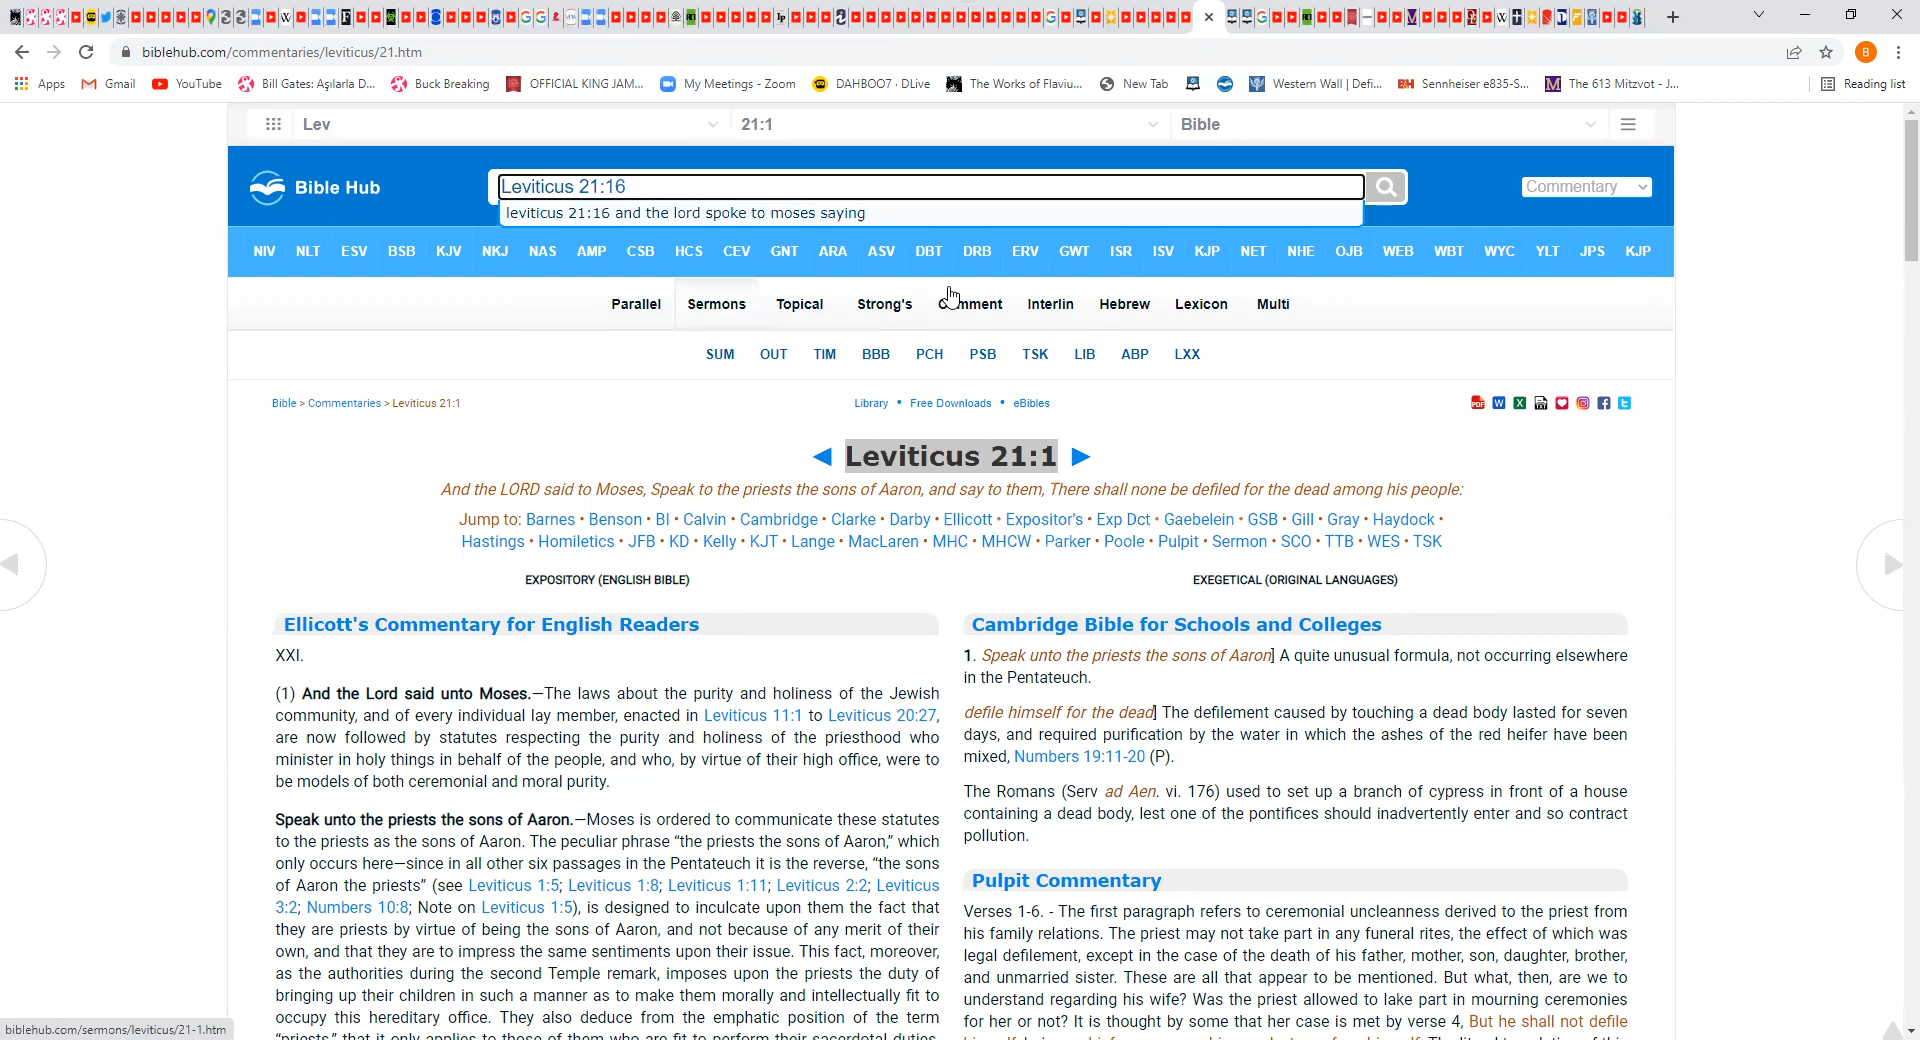 biblehub.com/commentaries/leviticus/21.htm
B
Apps Gmail YouTube Bill Gates: Aşılarla D... Buck Breaking OFFICIAL KING JAM... My Meetings - Zoom DAHBOO7 · DLive The Works of Flaviu... New Tab Western Wall | Defi... Sennheiser e835-S... The 613 Mitzvot - J... Reading list
Lev 21:1 Bible
Bible Hub Leviticus 21:16 Commentary
leviticus 21:16 and the lord spoke to moses saying
NIV NLT ESV BSB KJV NKJ NAS AMP CSB HCS CEV GNT ARA ASV DBT DRB ERV GWT ISR ISV KJP NET NHE OJB WEB WBT WYC YLT JPS KJP
Parallel Sermons Topical Strong's Comment Interlin Hebrew Lexicon Multi
SUM OUT TIM BBB PCH PSB TSK LIB ABP LXX
Bible > Commentaries > Leviticus 21:1 Library • Free Downloads • eBibles
Leviticus 21:1
And the LORD said to Moses, Speak to the priests the sons of Aaron, and say to them, There shall none be defiled for the dead among his people:
Jump to: Barnes • Benson • BI • Calvin • Cambridge • Clarke • Darby • Ellicott • Expositor's • Exp Dct • Gaebelein • GSB • Gill • Gray • Haydock •
Hastings • Homiletics • JFB • KD • Kelly • KJT • Lange • MacLaren • MHC • MHCW • Parker • Poole • Pulpit • Sermon • SCO • TTB • WES • TSK
EXPOSITORY (ENGLISH BIBLE)
Ellicott's Commentary for English Readers
XXI.
(1) And the Lord said unto Moses.—The laws about the purity and holiness of the Jewish
community, and of every individual lay member, enacted in Leviticus 11:1 to Leviticus 20:27,
are now followed by statutes respecting the purity and holiness of the priesthood who
minister in holy things in behalf of the people, and who, by virtue of their high office, were to
be models of both ceremonial and moral purity.
Speak unto the priests the sons of Aaron.—Moses is ordered to communicate these statutes
to the priests as the sons of Aaron. The peculiar phrase “the priests the sons of Aaron,” which
only occurs here—since in all other six passages in the Pentateuch it is the reverse, “the sons
of Aaron the priests” (see Leviticus 1:5; Leviticus 1:8; Leviticus 1:11; Leviticus 2:2; Leviticus
3:2; Numbers 10:8; Note on Leviticus 1:5), is designed to inculcate upon them the fact that
they are priests by virtue of being the sons of Aaron, and not because of any merit of their
own, and that they are to impress the same sentiments upon their issue. This fact, moreover,
as the authorities during the second Temple remark, imposes upon the priests the duty of
bringing up their children in such a manner as to make them morally and intellectually fit to
occupy this hereditary office. They also deduce from the emphatic position of the term
“priests” that it only applies to those of them who are fit to perform their sacerdotal duties
EXEGETICAL (ORIGINAL LANGUAGES)
Cambridge Bible for Schools and Colleges
1. Speak unto the priests the sons of Aaron] A quite unusual formula, not occurring elsewhere
in the Pentateuch.
defile himself for the dead] The defilement caused by touching a dead body lasted for seven
days, and required purification by the water in which the ashes of the red heifer have been
mixed, Numbers 19:11-20 (P).
The Romans (Serv ad Aen. vi. 176) used to set up a branch of cypress in front of a house
containing a dead body, lest one of the pontifices should inadvertently enter and so contract
pollution.
Pulpit Commentary
Verses 1-6. - The first paragraph refers to ceremonial uncleanness derived to the priest from
his family relations. The priest may not take part in any funeral rites, the effect of which was
legal defilement, except in the case of the death of his father, mother, son, daughter, brother,
and unmarried sister. These are all that appear to be mentioned. But what, then, are we to
understand regarding his wife? Was the priest allowed to lake part in mourning ceremonies
for her or not? It is thought by some that her case is met by verse 4, But he shall not defile
biblehub.com/sermons/leviticus/21-1.htm